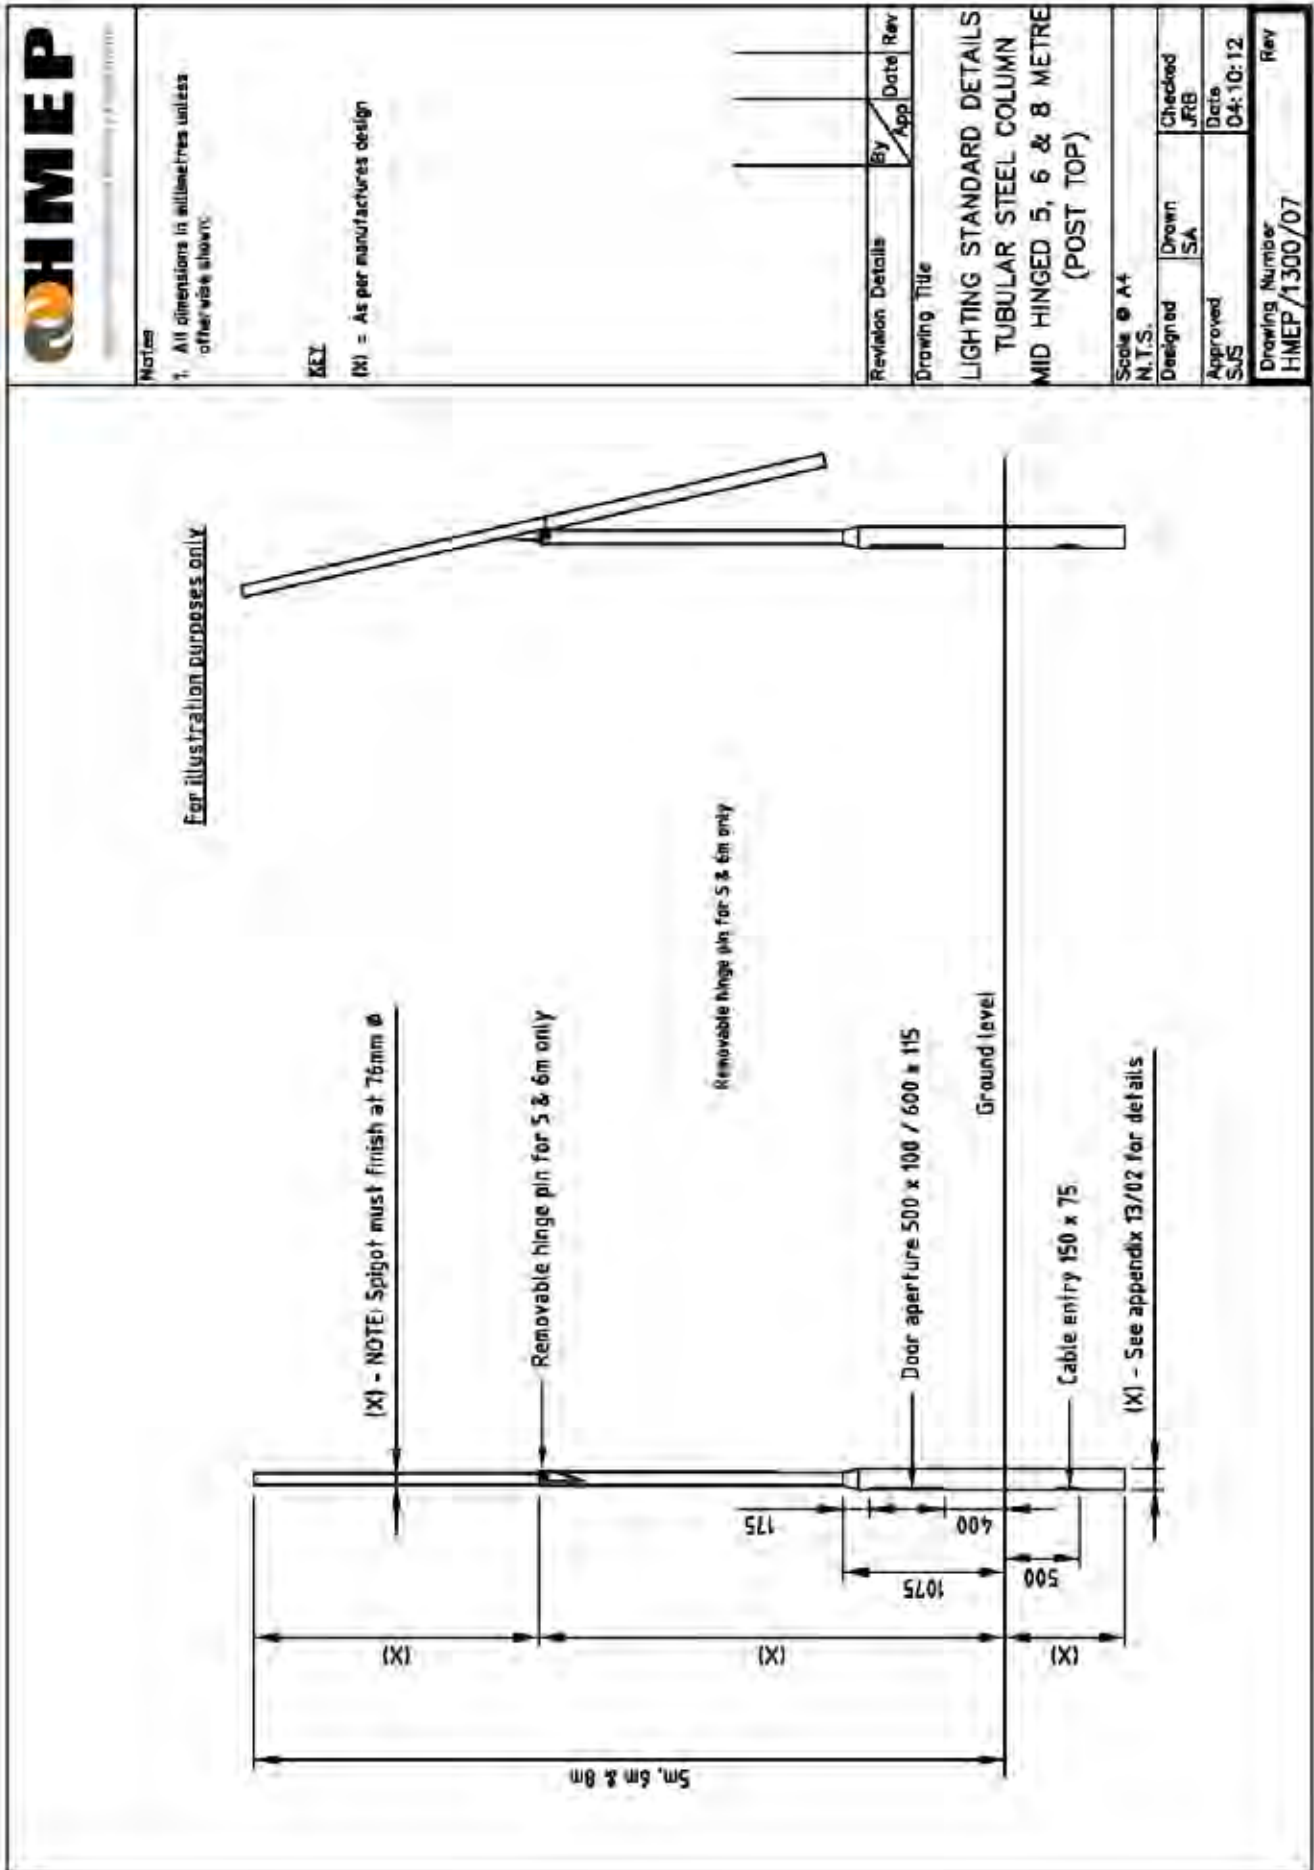 HMEP
Notes
1. All dimensions in millimetres unless
otherwise shown.
KEY
(X) = As per manufactures design
Revision Details
By
App
Date
Rev
Drawing Title
LIGHTING STANDARD DETAILS
TUBULAR STEEL COLUMN
MID HINGED 5, 6 & 8 METRE
(POST TOP)
Scale @ A4
N.T.S.
Designed
Drawn
SA
Checked
JRB
Approved
SJS
Date
04:10:12
Drawing Number
Rev
HMEP/1300/07
For illustration purposes only
(X) - NOTE: Spigot must finish at 76mm Ø
Removable hinge pin for 5 & 6m only
Removable hinge pin for 5 & 6m only
Door aperture 500 x 100 / 600 x 115
Ground level
Cable entry 150 x 75
(X) - See appendix 13/02 for details
175
400
1075
500
(X)
(X)
(X)
5m, 6m & 8m